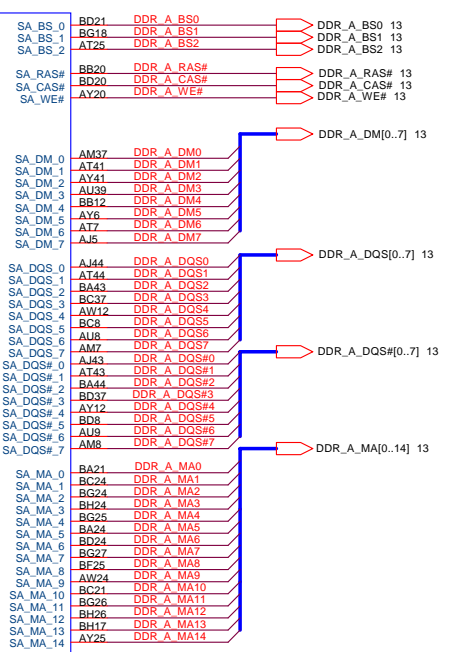 SA_BS_0 BD21 DDR_A_BS0 DDR_A_BS0 13
SA_BS_1 BG18 DDR_A_BS1 DDR_A_BS1 13
SA_BS_2 AT25 DDR_A_BS2 DDR_A_BS2 13
SA_RAS# BB20 DDR_A_RAS# DDR_A_RAS# 13
SA_CAS# BD20 DDR_A_CAS# DDR_A_CAS# 13
SA_WE# AY20 DDR_A_WE# DDR_A_WE# 13
DDR_A_DM[0..7] 13
SA_DM_0 AM37 DDR_A_DM0
SA_DM_1 AT41 DDR_A_DM1
SA_DM_2 AY41 DDR_A_DM2
SA_DM_3 AU39 DDR_A_DM3
SA_DM_4 BB12 DDR_A_DM4
SA_DM_5 AY6 DDR_A_DM5
SA_DM_6 AT7 DDR_A_DM6
SA_DM_7 AJ5 DDR_A_DM7
DDR_A_DQS[0..7] 13
SA_DQS_0 AJ44 DDR_A_DQS0
SA_DQS_1 AT44 DDR_A_DQS1
SA_DQS_2 BA43 DDR_A_DQS2
SA_DQS_3 BC37 DDR_A_DQS3
SA_DQS_4 AW12 DDR_A_DQS4
SA_DQS_5 BC8 DDR_A_DQS5
SA_DQS_6 AU8 DDR_A_DQS6
SA_DQS_7 AM7 DDR_A_DQS7
DDR_A_DQS#[0..7] 13
SA_DQS#_0 AJ43 DDR_A_DQS#0
SA_DQS#_1 AT43 DDR_A_DQS#1
SA_DQS#_2 BA44 DDR_A_DQS#2
SA_DQS#_3 BD37 DDR_A_DQS#3
SA_DQS#_4 AY12 DDR_A_DQS#4
SA_DQS#_5 BD8 DDR_A_DQS#5
SA_DQS#_6 AU9 DDR_A_DQS#6
SA_DQS#_7 AM8 DDR_A_DQS#7
DDR_A_MA[0..14] 13
SA_MA_0 BA21 DDR_A_MA0
SA_MA_1 BC24 DDR_A_MA1
SA_MA_2 BG24 DDR_A_MA2
SA_MA_3 BH24 DDR_A_MA3
SA_MA_4 BG25 DDR_A_MA4
SA_MA_5 BA24 DDR_A_MA5
SA_MA_6 BD24 DDR_A_MA6
SA_MA_7 BG27 DDR_A_MA7
SA_MA_8 BF25 DDR_A_MA8
SA_MA_9 AW24 DDR_A_MA9
SA_MA_10 BC21 DDR_A_MA10
SA_MA_11 BG26 DDR_A_MA11
SA_MA_12 BH26 DDR_A_MA12
SA_MA_13 BH17 DDR_A_MA13
SA_MA_14 AY25 DDR_A_MA14